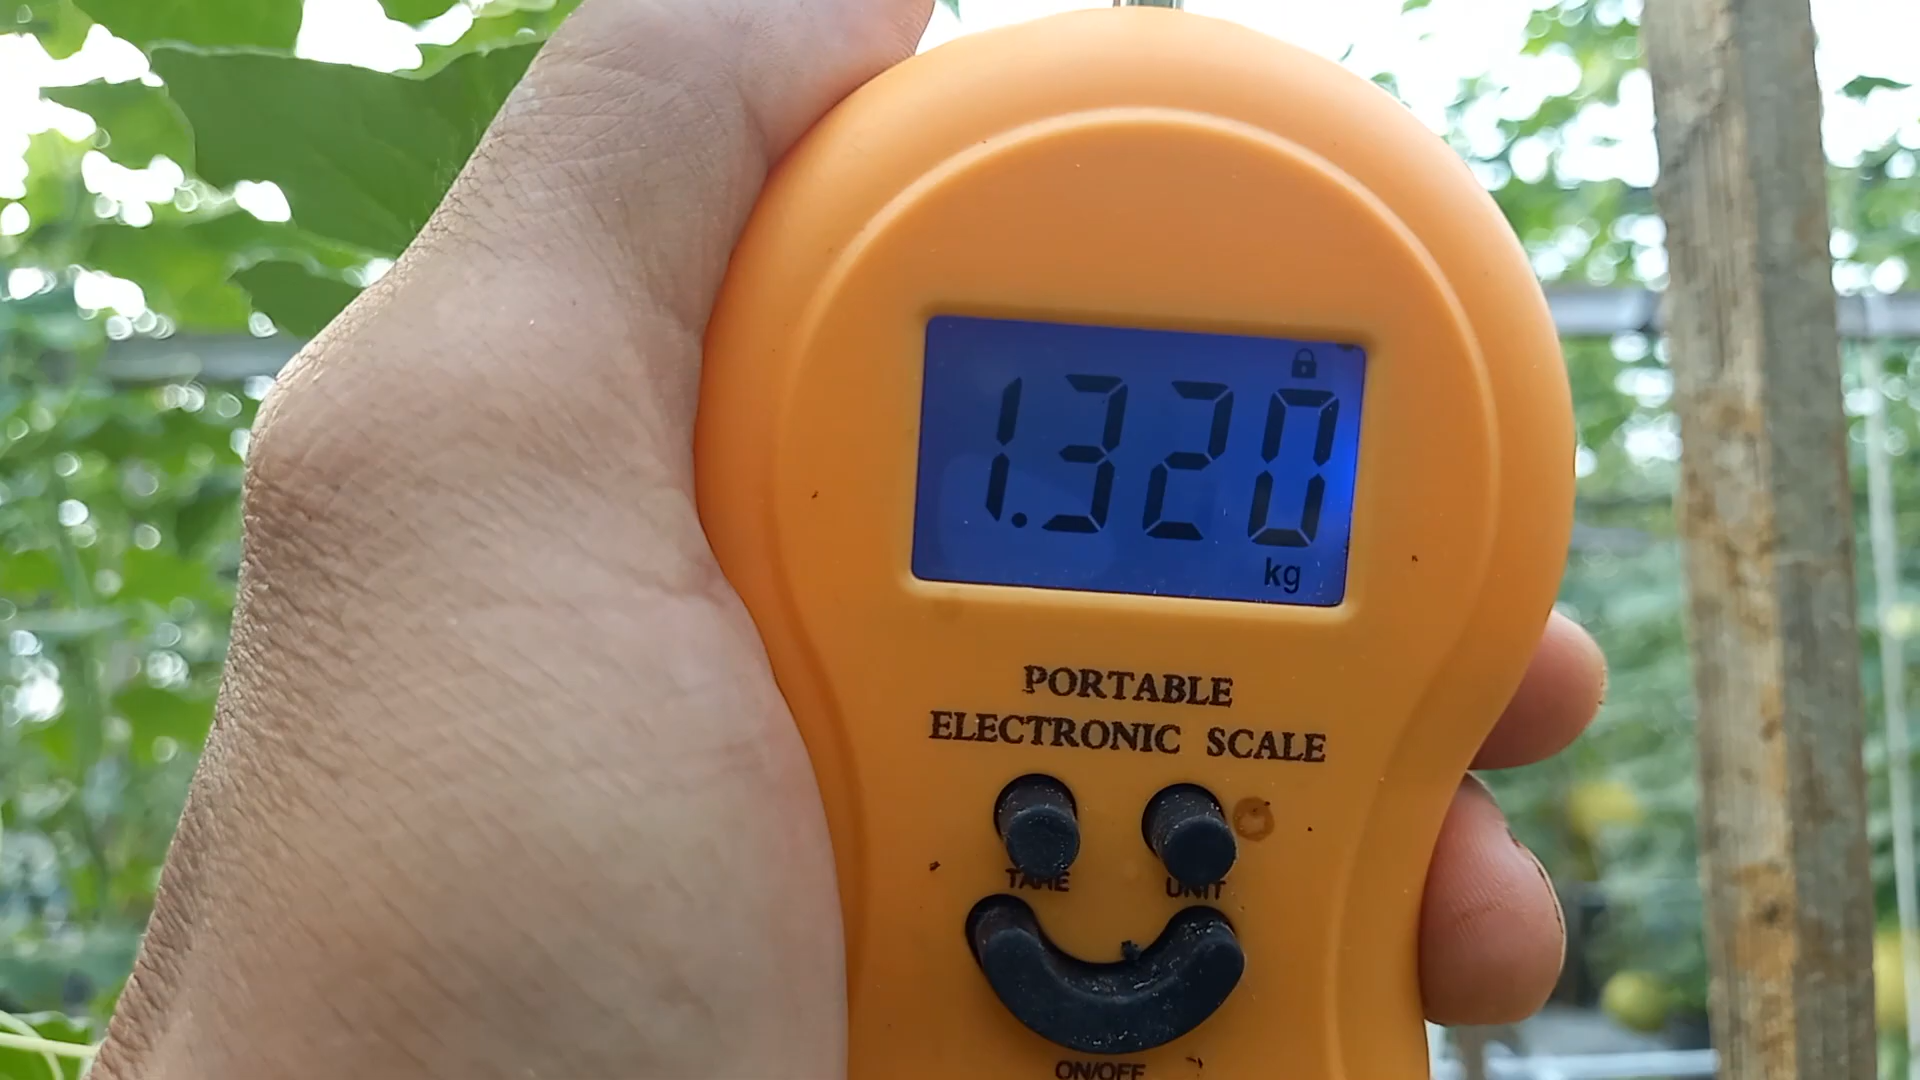 1.320
kg
PORTABLE
ELECTRONIC SCALE
TARE
UNIT
ON/OFF